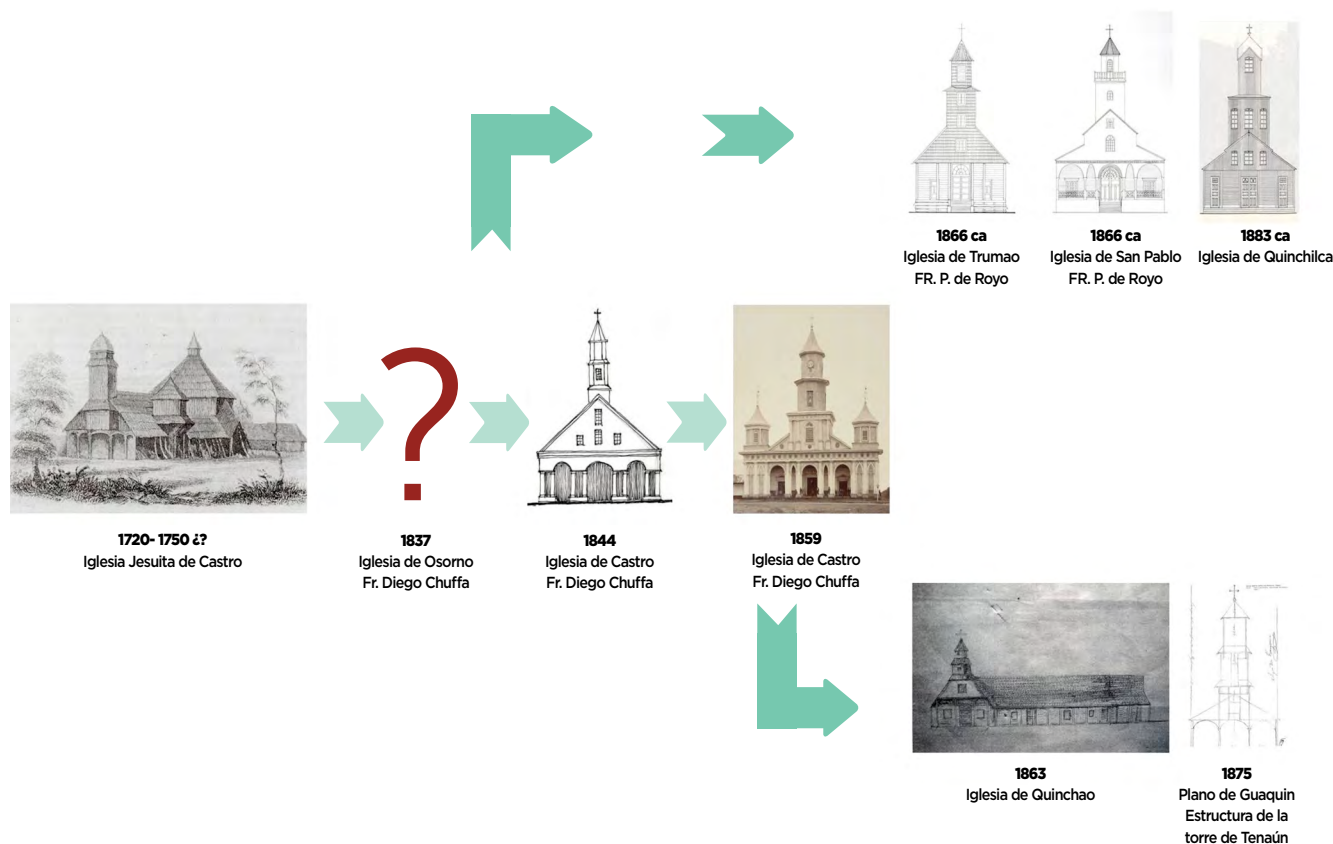 1866 ca
Iglesia de Trumao
FR. P. de Royo
1866 ca
Iglesia de San Pablo
FR. P. de Royo
1883 ca
Iglesia de Quinchilca
?
1720- 1750 ¿?
Iglesia Jesuita de Castro
1837
Iglesia de Osorno
Fr. Diego Chuffa
1844
Iglesia de Castro
Fr. Diego Chuffa
1859
Iglesia de Castro
Fr. Diego Chuffa
1863
Iglesia de Quinchao
1875
Plano de Guaquin
Estructura de la
torre de Tenaún